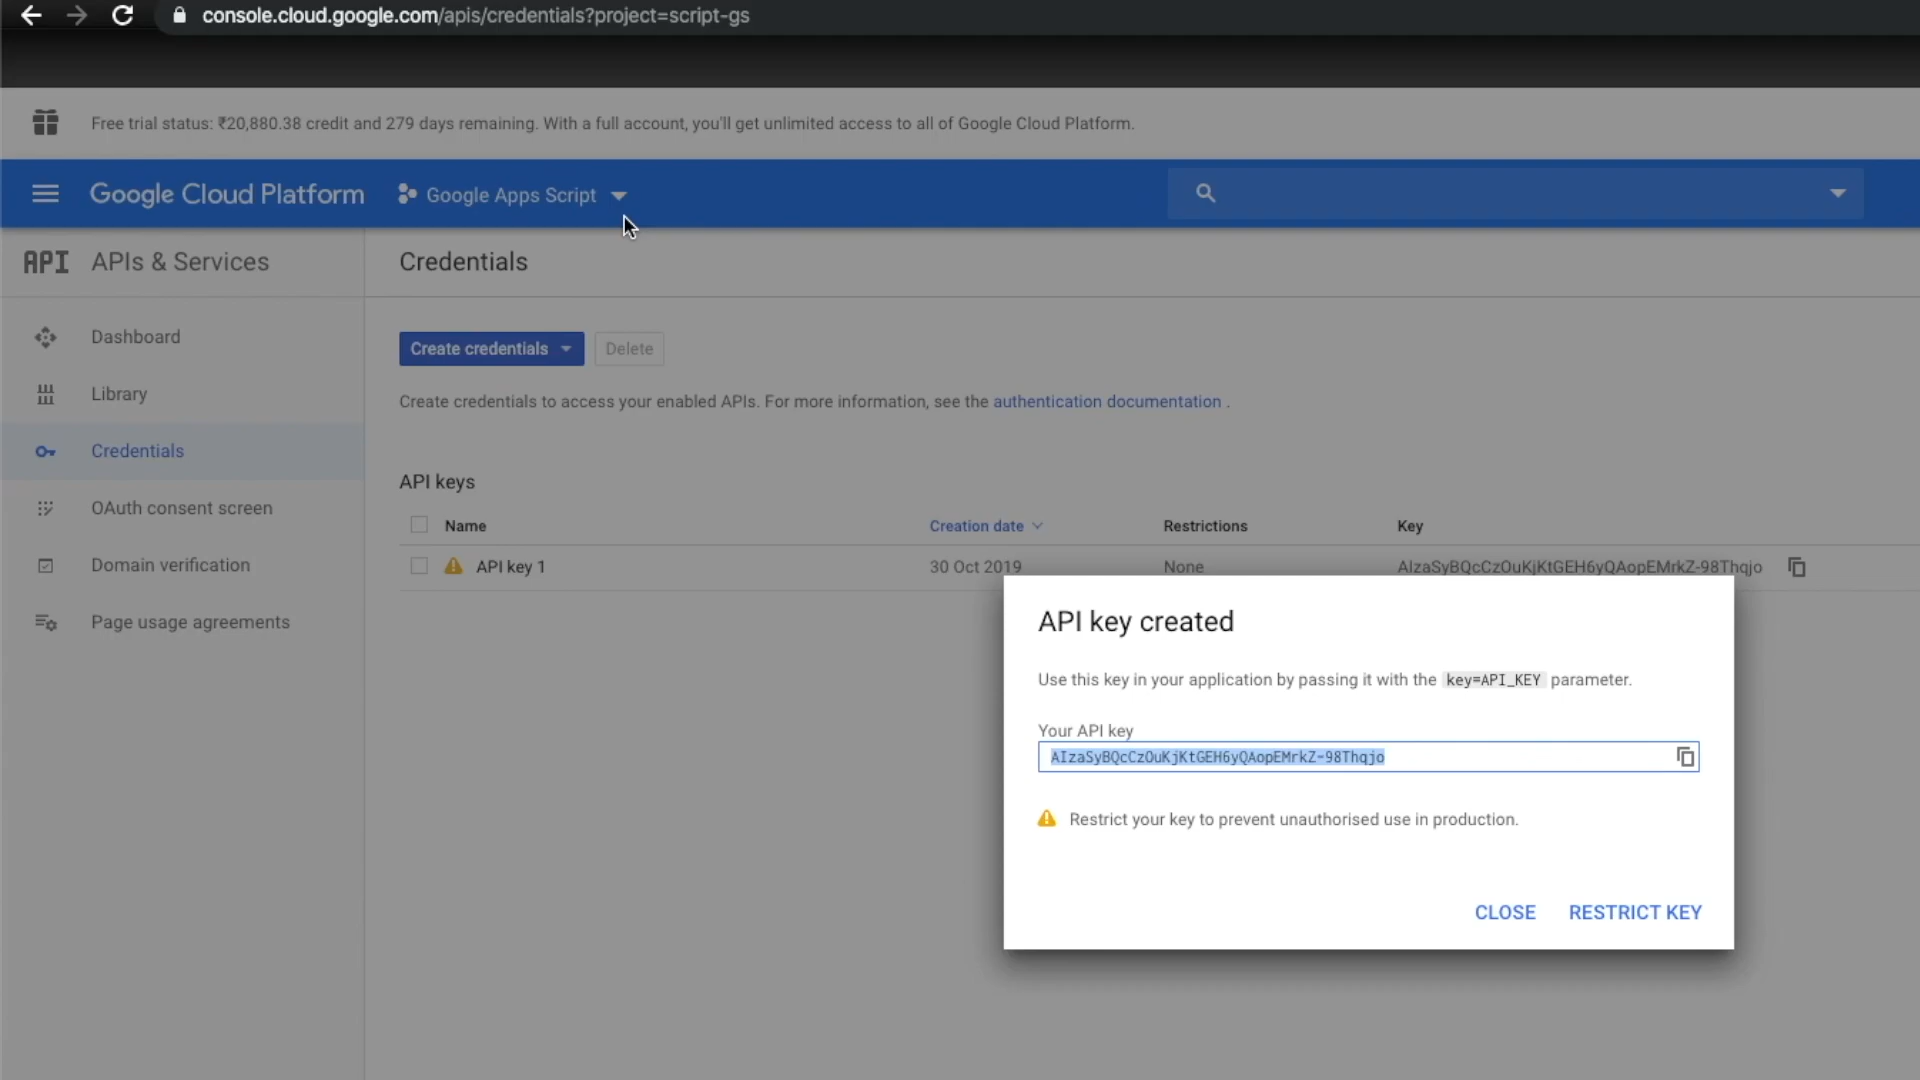 console.cloud.google.com/apis/credentials?project=script-gs
Free trial status: ₹20,880.38 credit and 279 days remaining. With a full account, you'll get unlimited access to all of Google Cloud Platform.
Google Cloud Platform
Google Apps Script
API APIs & Services
Credentials
Dashboard
Library
Credentials
OAuth consent screen
Domain verification
Page usage agreements
Create credentials
Delete
Create credentials to access your enabled APIs. For more information, see the authentication documentation .
API keys
Name Creation date Restrictions Key
API key 1 30 Oct 2019 None AIzaSyBQcCzOuKjKtGEH6yQAopEMrkZ-98Thqjo
API key created
Use this key in your application by passing it with the key=API_KEY parameter.
Your API key
AIzaSyBQcCzOuKjKtGEH6yQAopEMrkZ-98Thqjo
Restrict your key to prevent unauthorised use in production.
CLOSE RESTRICT KEY